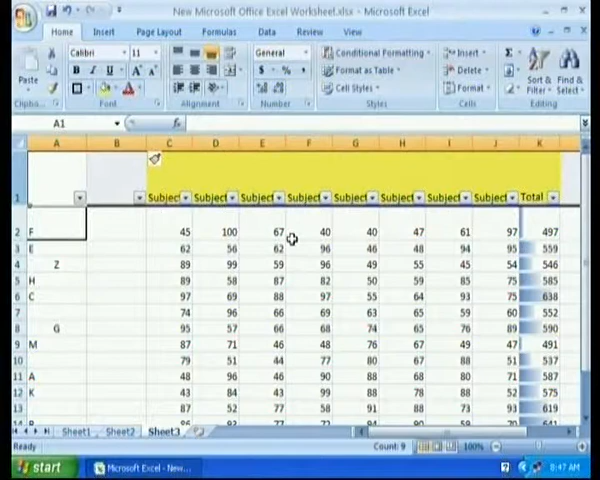 New Microsoft Office Excel Worksheet.xlsx - Microsoft Excel
Home Insert Page Layout Formulas Data Review View
Paste
Calibri 11
General
Conditional Formatting
Format as Table
Cell Styles
Insert
Delete
Format
Sort & Filter
Find & Select
Clipb... Font Alignment Number Styles Cells Editing
A1 fx
A B C D E F G H I J K
1 Subject Subject Subject Subject Subject Subject Subject Subject Total
2 F 45 100 67 40 40 47 61 97 497
3 E 62 56 62 96 46 48 94 95 559
4 Z 89 99 59 96 49 55 45 54 546
5 H 89 58 87 82 50 59 85 75 585
6 C 97 69 88 97 55 64 93 75 638
7 74 96 66 69 63 65 59 60 552
8 G 95 57 66 68 74 65 76 89 590
9 M 87 71 46 48 76 67 49 47 491
10 79 51 44 77 80 67 88 51 537
11 A 48 96 46 90 88 68 80 71 587
12 K 43 84 43 99 88 78 88 52 575
13 87 52 77 58 91 88 73 93 619
Sheet1 Sheet2 Sheet3
Ready Count: 9 100%
start Microsoft Excel - New... 8:47 AM